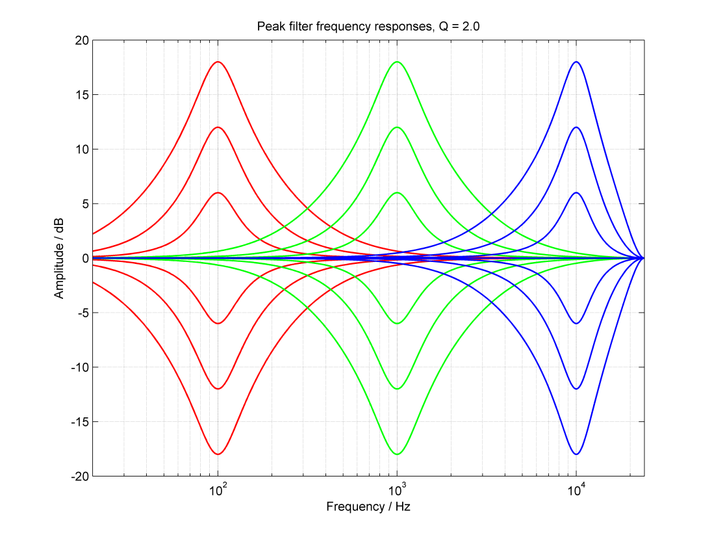 Peak filter frequency responses, Q = 2.0
20
15
10
5
0
-5
-10
-15
-20
Amplitude / dB
10² 10³ 10⁴
Frequency / Hz